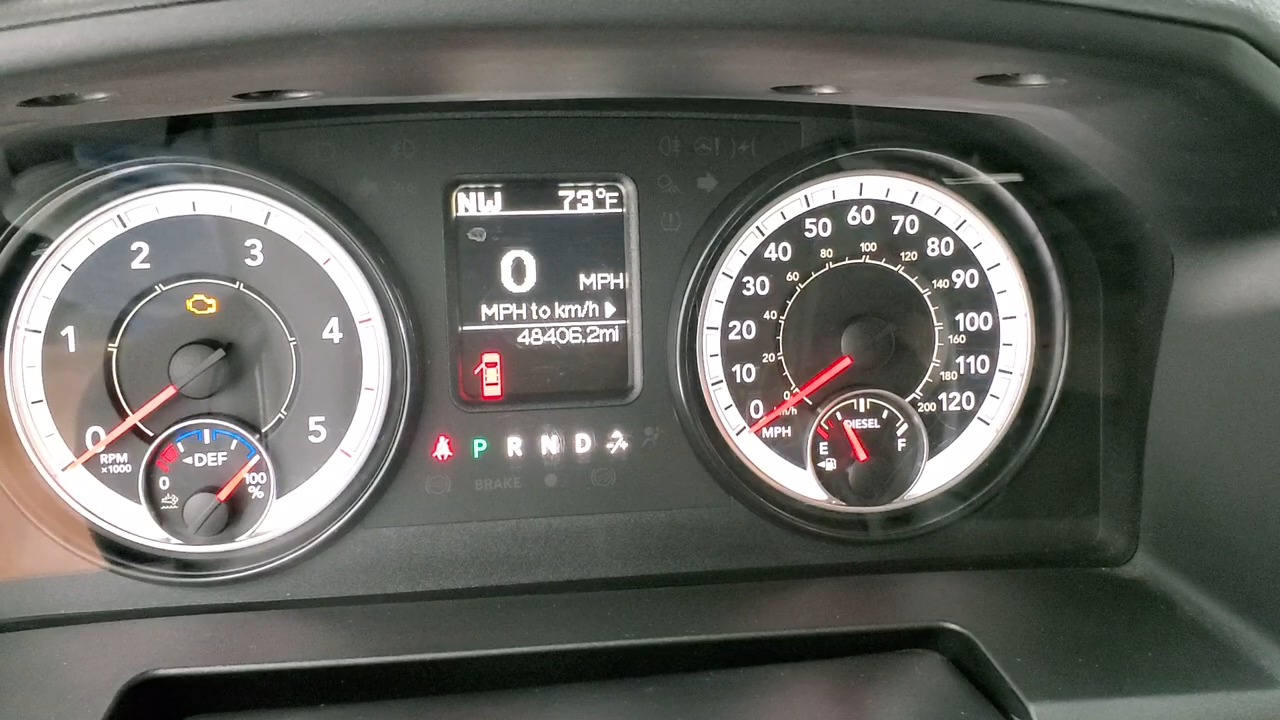 NW 73°F
0 MPH
MPH to km/h
48406.2mi
P R N D
BRAKE
0 1 2 3 4 5
RPM
x1000
DEF
0 100
%
0 10 20 30 40 50 60 70 80 90 100 110 120
MPH
0 20 40 60 80 100 120 140 160 180 200
km/h
DIESEL
E F